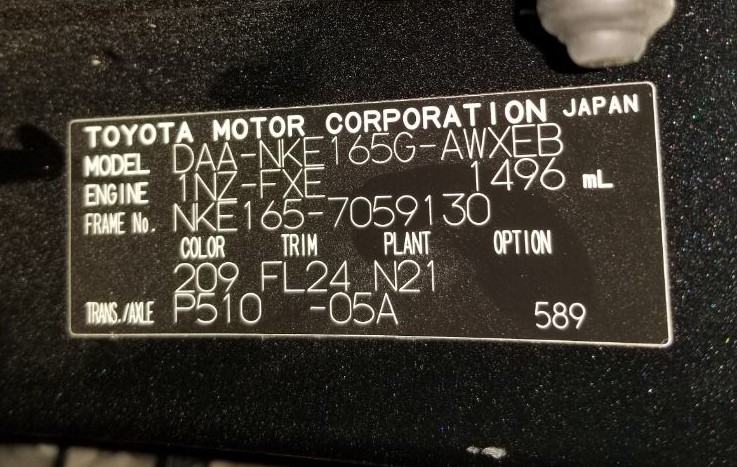 TOYOTA MOTOR CORPORATION JAPAN
MODEL DAA-NKE165G-AWXEB
ENGINE 1NZ-FXE 1496 mL
FRAME No. NKE165-7059130
COLOR TRIM PLANT OPTION
209 FL24 N21
TRANS./AXLE P510 -05A 589